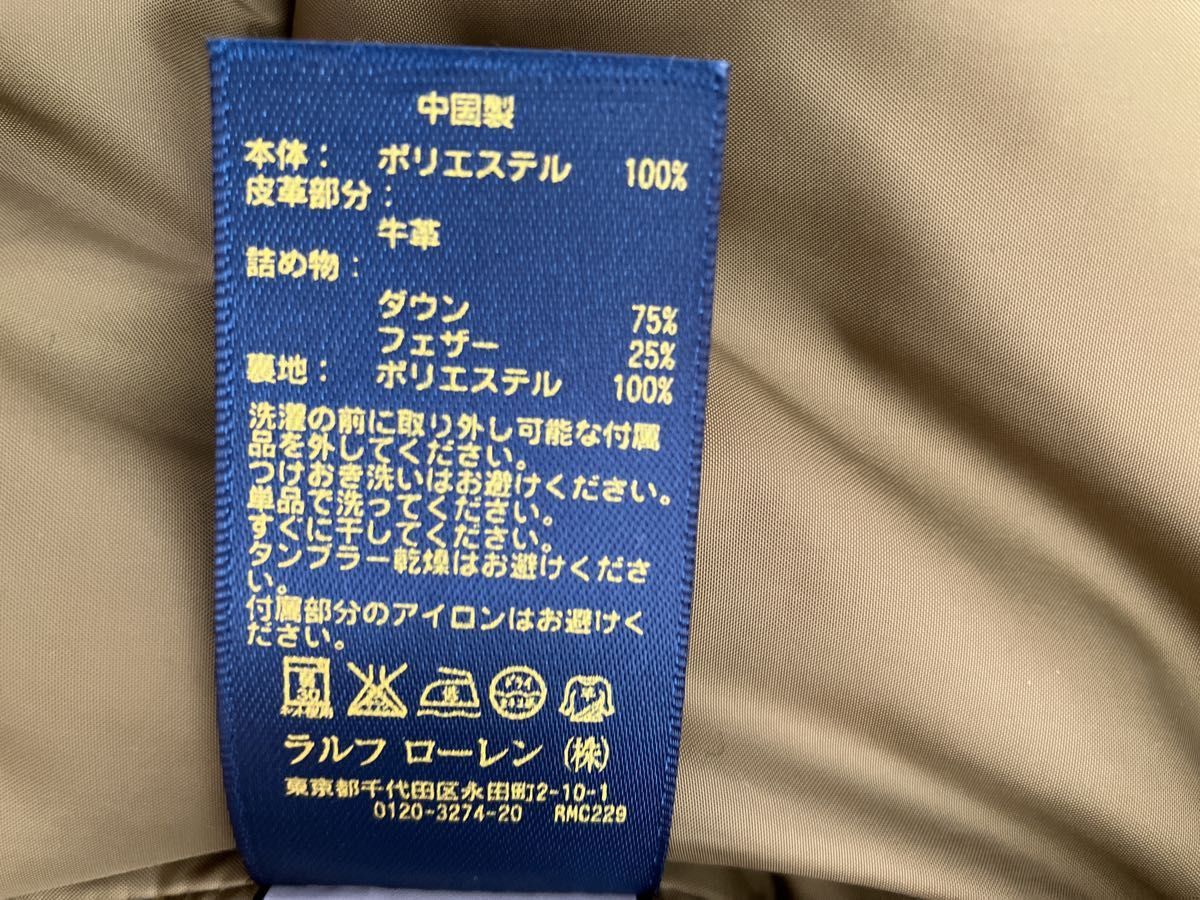 中国製
本体： ポリエステル 100%
皮革部分：
牛革
詰め物：
ダウン 75%
フェザー 25%
裏地： ポリエステル 100%
洗濯の前に取り外し可能な付属
品を外してください。
つけおき洗いはお避けください。
単品で洗ってください。
すぐに干してください。
タンブラー乾燥はお避けくださ
い。
付属部分のアイロンはお避けく
ださい。
30
ラルフ ローレン (株)
東京都千代田区永田町2-10-1
0120-3274-20 RMC229